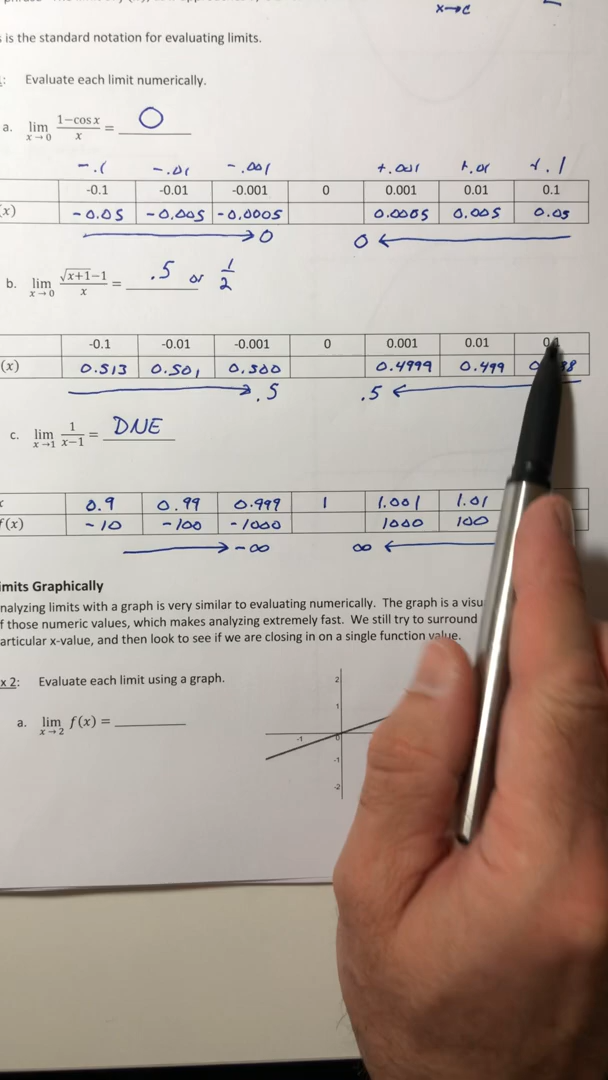 x→c
is the standard notation for evaluating limits.
: Evaluate each limit numerically.
a. lim x→0 1−cos x / x = 0
-.1 -.01 -.001 +.001 +.01 +.1
-0.1 -0.01 -0.001 0 0.001 0.01 0.1
x) -0.05 -0.005 -0.0005 0.0005 0.005 0.05
→ 0 0 ←
b. lim x→0 √x+1−1 / x = .5 or 1/2
-0.1 -0.01 -0.001 0 0.001 0.01
(x) 0.513 0.501 0.500 0.4999 0.499
→ .5 .5 ←
c. lim x→1 1 / x−1 = DNE
0.9 0.99 0.999 1 1.001 1.01
f(x) -10 -100 -1000 1000 100
→ -∞ ∞ ←
imits Graphically
nalyzing limits with a graph is very similar to evaluating numerically. The graph is a visu
f those numeric values, which makes analyzing extremely fast. We still try to surround
articular x-value, and then look to see if we are closing in on a single function value.
x 2: Evaluate each limit using a graph.
a. lim x→2 f(x) =
2
1
-1 0
-1
-2